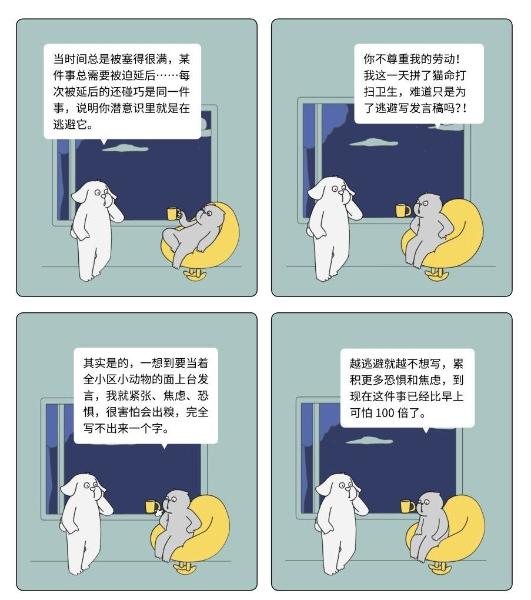 当时间总是被塞得很满，某
件事总需要被迫延后……每
次被延后的还碰巧是同一件
事，说明你潜意识里就是在
逃避它。
你不尊重我的劳动！
我这一天拼了猫命打
扫卫生，难道只是为
了逃避写发言稿吗？！
其实是的，一想到要当着
全小区小动物的面上台发
言，我就紧张、焦虑、恐
惧，很害怕会出糗，完全
写不出来一个字。
越逃避就越不想写，累
积更多恐惧和焦虑，到
现在这件事已经比早上
可怕 100 倍了。